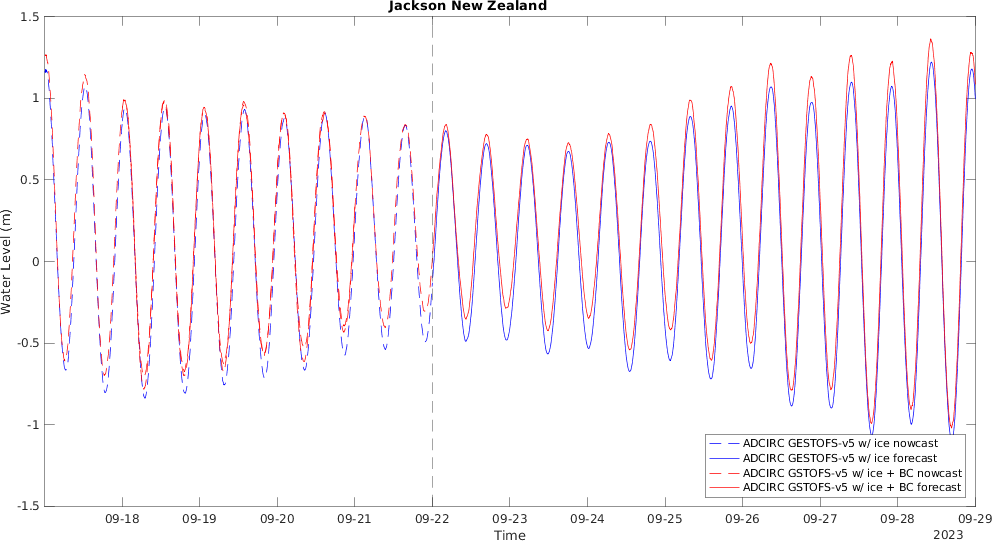 Jackson New Zealand
1.5
1
0.5
0
-0.5
-1
-1.5
Water Level (m)
ADCIRC GESTOFS-v5 w/ ice nowcast
ADCIRC GESTOFS-v5 w/ ice forecast
ADCIRC GSTOFS-v5 w/ ice + BC nowcast
ADCIRC GSTOFS-v5 w/ ice + BC forecast
09-18 09-19 09-20 09-21 09-22 09-23 09-24 09-25 09-26 09-27 09-28 09-29
Time
2023